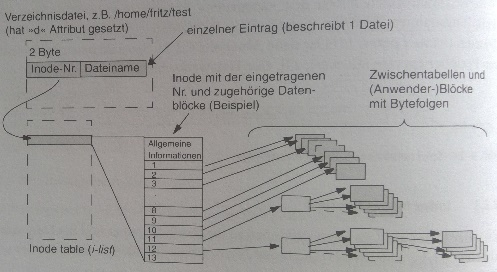 Verzeichnisdatei, z.B. /home/fritz/test
(hat »d« Attribut gesetzt)
einzelner Eintrag (beschreibt 1 Datei)
2 Byte
Inode-Nr. Dateiname
Inode mit der eingetragenen
Nr. und zugehörige Daten-
blöcke (Beispiel)
Zwischentabellen und
(Anwender-)Blöcke
mit Bytefolgen
Allgemeine
Informationen
1
2
3
8
9
10
11
12
13
Inode table (i-list)